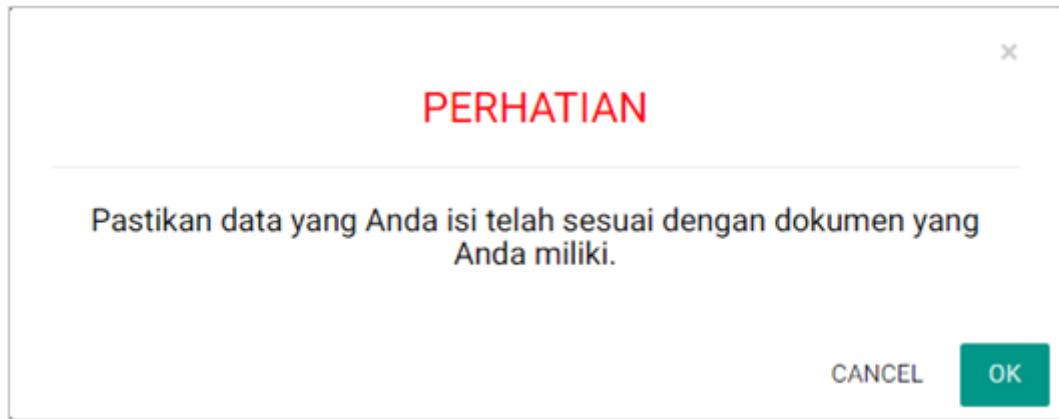 ×
PERHATIAN
Pastikan data yang Anda isi telah sesuai dengan dokumen yang
Anda miliki.
CANCEL OK